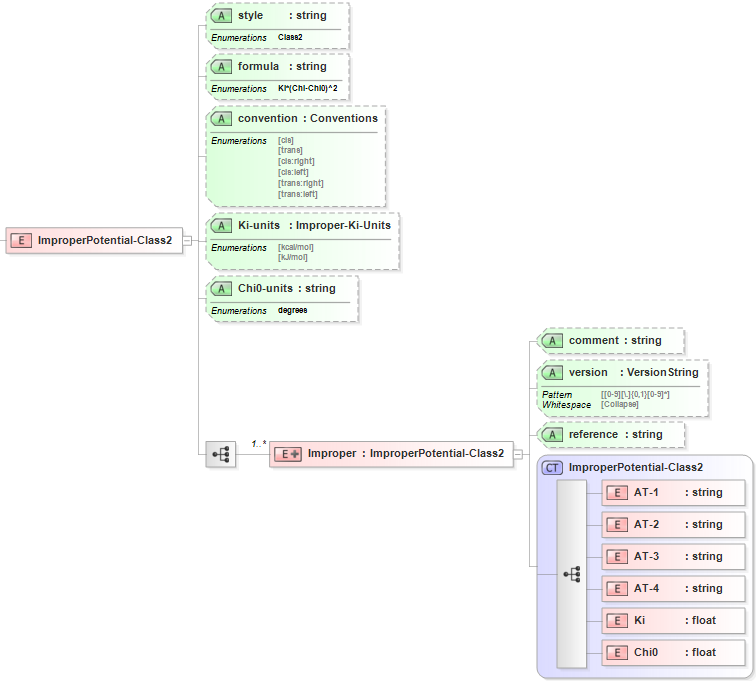 A style : string
Enumerations Class2
A formula : string
Enumerations Ki*(Chi-Chi0)^2
A convention : Conventions
Enumerations [cis]
[trans]
[cis:right]
[cis:left]
[trans:right]
[trans:left]
E ImproperPotential-Class2
A Ki-units : Improper-Ki-Units
Enumerations [kcal/mol]
[kJ/mol]
A Chi0-units : string
Enumerations degrees
1..*
E Improper : ImproperPotential-Class2
A comment : string
A version : VersionString
Pattern [[0-9][\.]{0,1}[0-9]*]
Whitespace [Collapse]
A reference : string
CT ImproperPotential-Class2
E AT-1 : string
E AT-2 : string
E AT-3 : string
E AT-4 : string
E Ki : float
E Chi0 : float